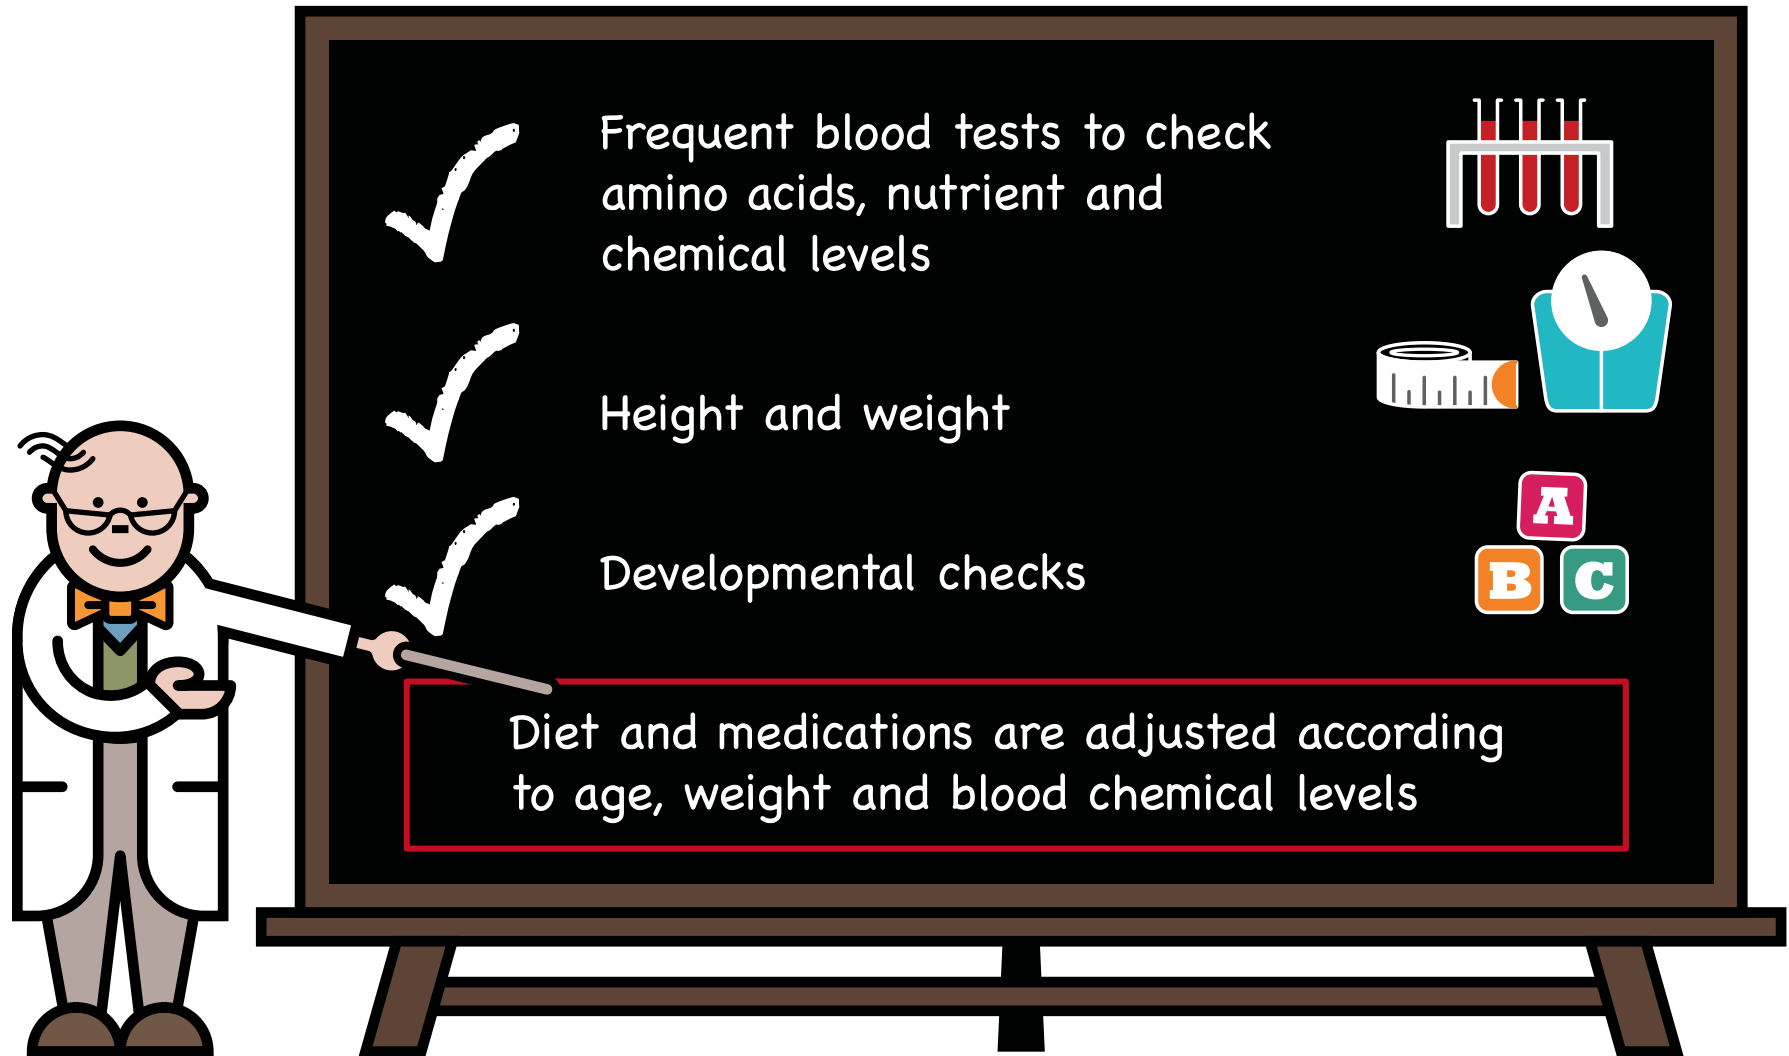 Frequent blood tests to check
amino acids, nutrient and
chemical levels
Height and weight
A
B C
Developmental checks
Diet and medications are adjusted according
to age, weight and blood chemical levels